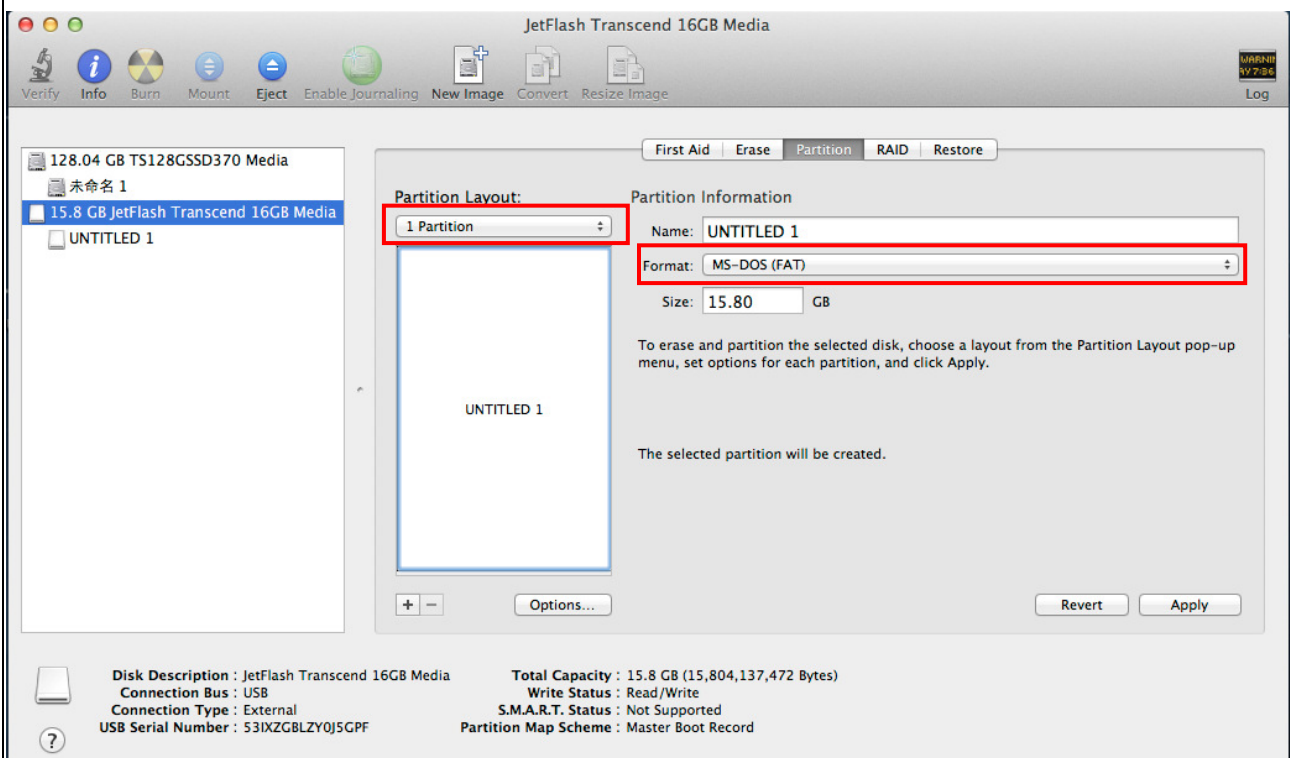 JetFlash Transcend 16GB Media
Verify Info Burn Mount Eject Enable Journaling New Image Convert Resize Image Log
WARNIN
AY 7:36
First Aid Erase Partition RAID Restore
128.04 GB TS128GSSD370 Media
未命名 1
15.8 GB JetFlash Transcend 16GB Media
UNTITLED 1
Partition Layout:
1 Partition
UNTITLED 1
+ − Options...
Partition Information
Name: UNTITLED 1
Format: MS-DOS (FAT)
Size: 15.80 GB
To erase and partition the selected disk, choose a layout from the Partition Layout pop-up
menu, set options for each partition, and click Apply.
The selected partition will be created.
Revert Apply
Disk Description : JetFlash Transcend 16GB Media
Connection Bus : USB
Connection Type : External
USB Serial Number : 53IXZGBLZY0J5GPF
Total Capacity : 15.8 GB (15,804,137,472 Bytes)
Write Status : Read/Write
S.M.A.R.T. Status : Not Supported
Partition Map Scheme : Master Boot Record
?